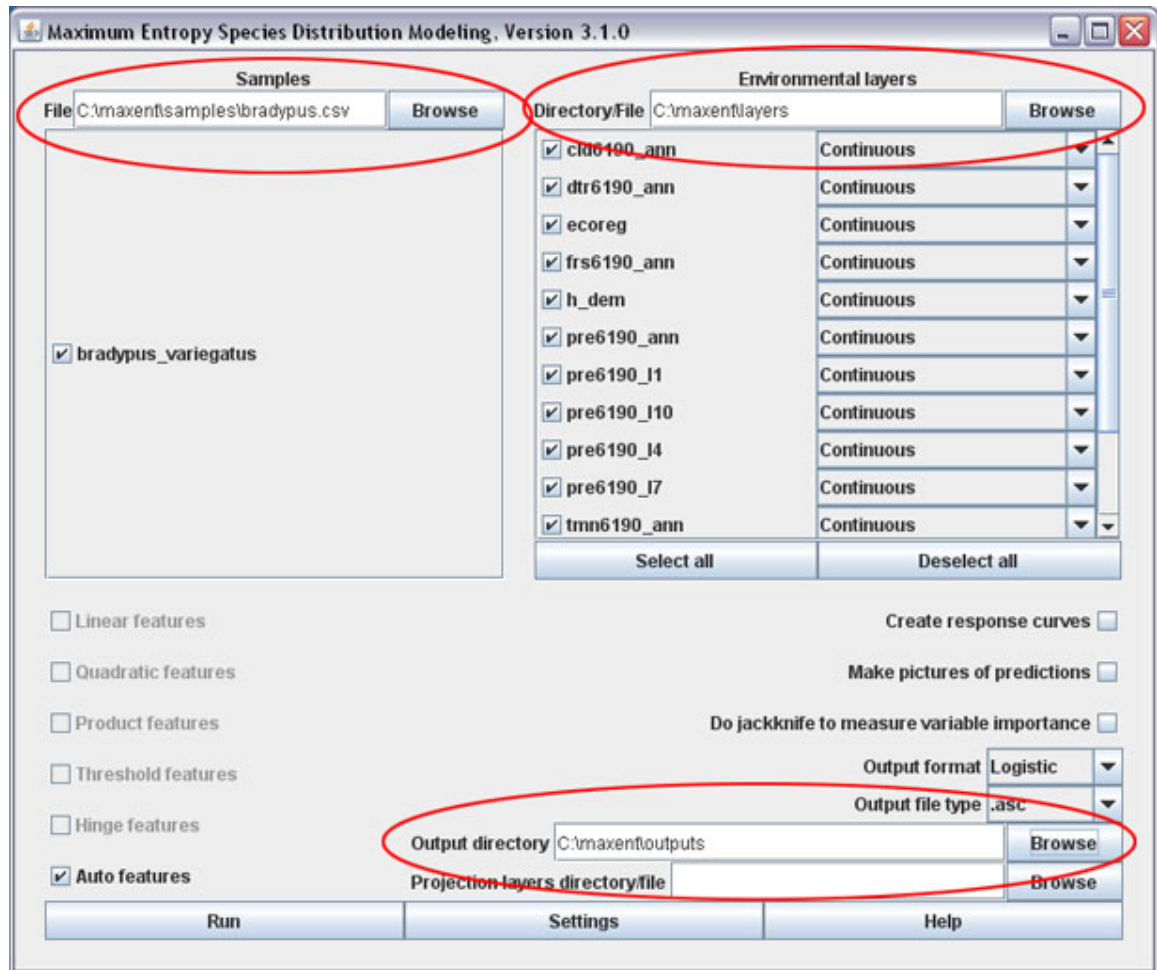 Maximum Entropy Species Distribution Modeling, Version 3.1.0
Samples
File C:\maxent\samples\bradypus.csv Browse
Environmental layers
Directory/File C:\maxent\layers Browse
bradypus_variegatus
cld6190_ann Continuous
dtr6190_ann Continuous
ecoreg Continuous
frs6190_ann Continuous
h_dem Continuous
pre6190_ann Continuous
pre6190_l1 Continuous
pre6190_l10 Continuous
pre6190_l4 Continuous
pre6190_l7 Continuous
tmn6190_ann Continuous
Select all Deselect all
Linear features
Quadratic features
Product features
Threshold features
Hinge features
Auto features
Create response curves
Make pictures of predictions
Do jackknife to measure variable importance
Output format Logistic
Output file type .asc
Output directory C:\maxent\outputs Browse
Projection layers directory/file Browse
Run Settings Help